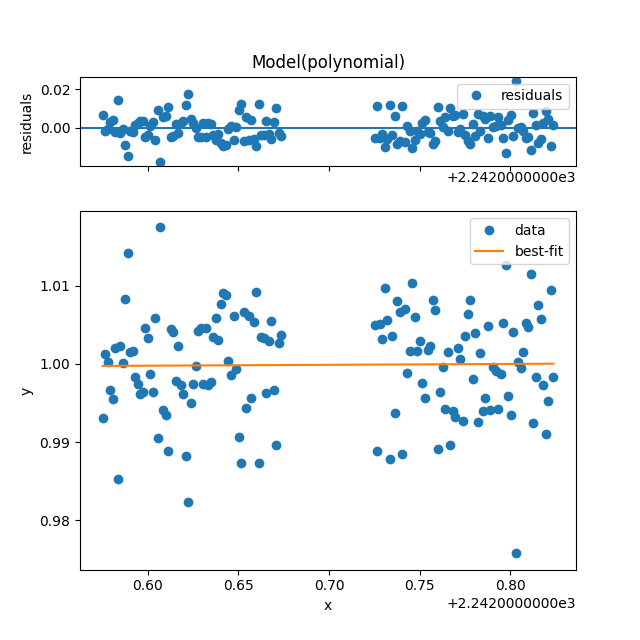 Model(polynomial)
residuals
0.02
0.00
residuals
+2.2420000000e3
data
best-fit
y
1.01
1.00
0.99
0.98
0.60
0.65
0.70
0.75
0.80
x
+2.2420000000e3